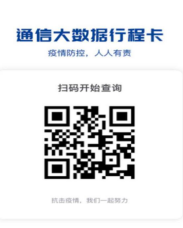 通信大数据行程卡
疫情防控，人人有责
扫码开始查询
抗击疫情，我们一起努力